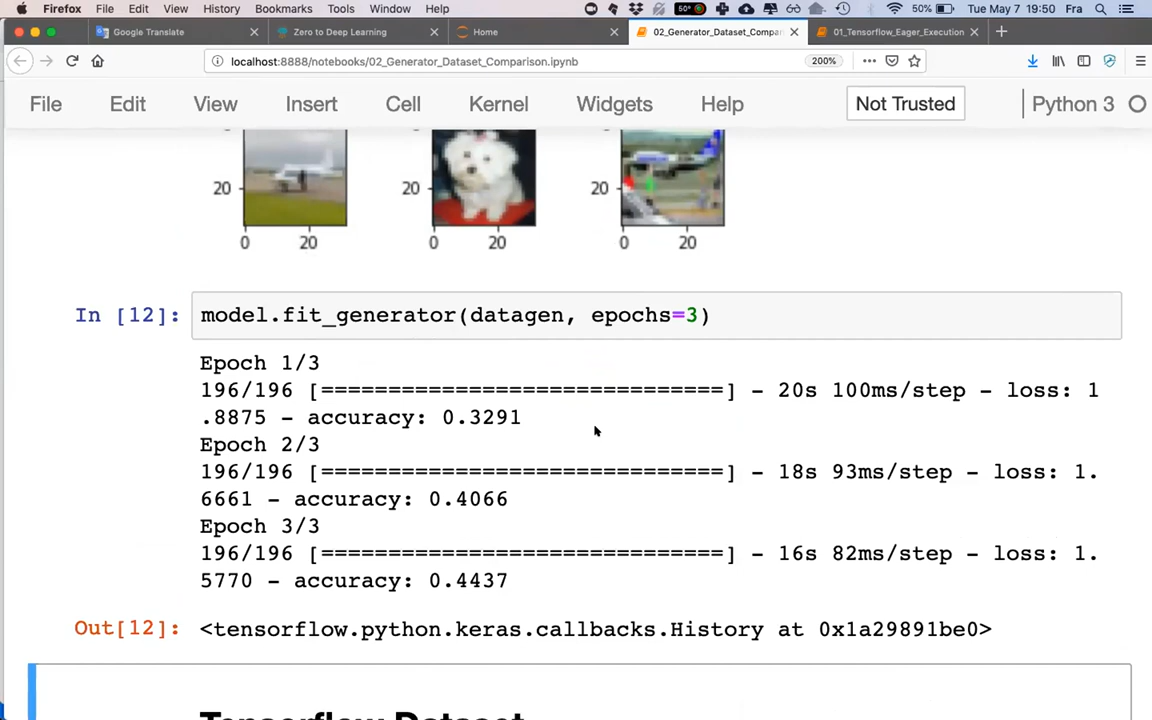 Firefox File Edit View History Bookmarks Tools Window Help 50° 50% Tue May 7 19:50 Fra
Google Translate Zero to Deep Learning Home 02_Generator_Dataset_Compar 01_Tensorflow_Eager_Execution
localhost:8888/notebooks/02_Generator_Dataset_Comparison.ipynb 200%
File Edit View Insert Cell Kernel Widgets Help Not Trusted Python 3
20 20 20
0 20 0 20 0 20
In [12]: model.fit_generator(datagen, epochs=3)
Epoch 1/3
196/196 [==============================] - 20s 100ms/step - loss: 1
.8875 - accuracy: 0.3291
Epoch 2/3
196/196 [==============================] - 18s 93ms/step - loss: 1.
6661 - accuracy: 0.4066
Epoch 3/3
196/196 [==============================] - 16s 82ms/step - loss: 1.
5770 - accuracy: 0.4437
Out[12]: <tensorflow.python.keras.callbacks.History at 0x1a29891be0>
Tensorflow Dataset